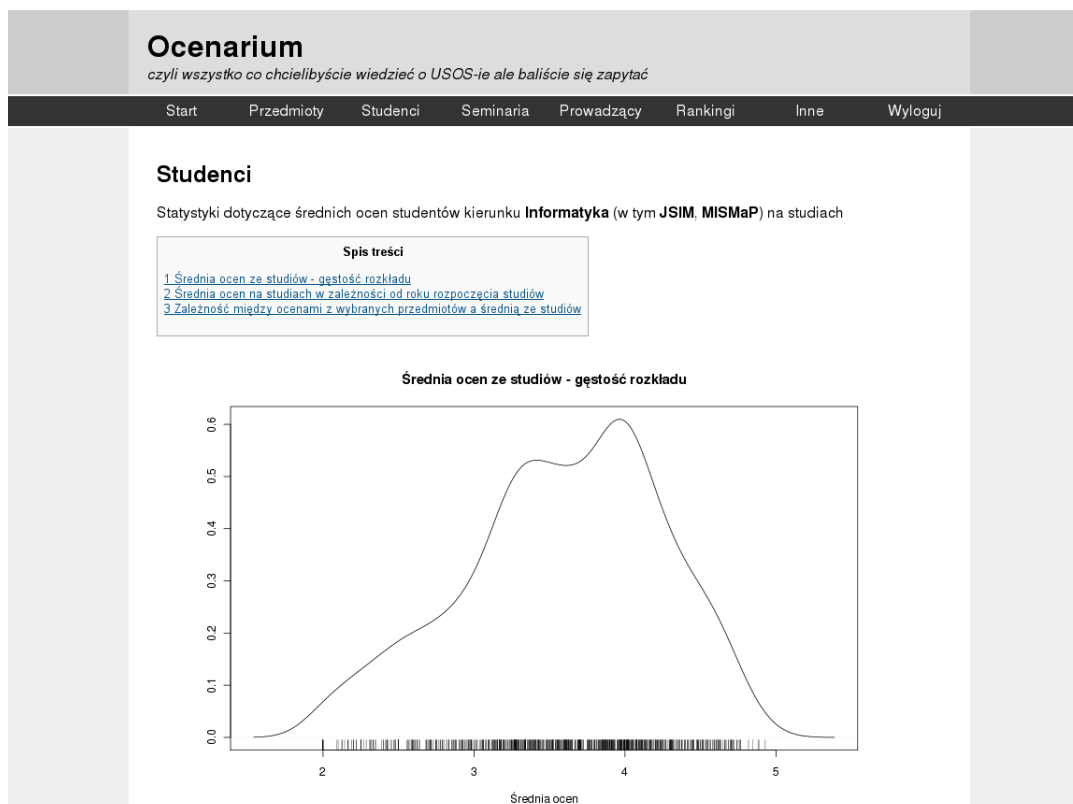 Ocenarium
czyli wszystko co chcielibyście wiedzieć o USOS-ie ale baliście się zapytać
Start Przedmioty Studenci Seminaria Prowadzący Rankingi Inne Wyloguj
Studenci
Statystyki dotyczące średnich ocen studentów kierunku Informatyka (w tym JSIM, MISMaP) na studiach
Spis treści
1 Średnia ocen ze studiów - gęstość rozkładu
2 Średnia ocen na studiach w zależności od roku rozpoczęcia studiów
3 Zależność między ocenami z wybranych przedmiotów a średnią ze studiów
Średnia ocen ze studiów - gęstość rozkładu
0.6
0.5
0.4
0.3
0.2
0.1
0.0
2 3 4 5
Średnia ocen